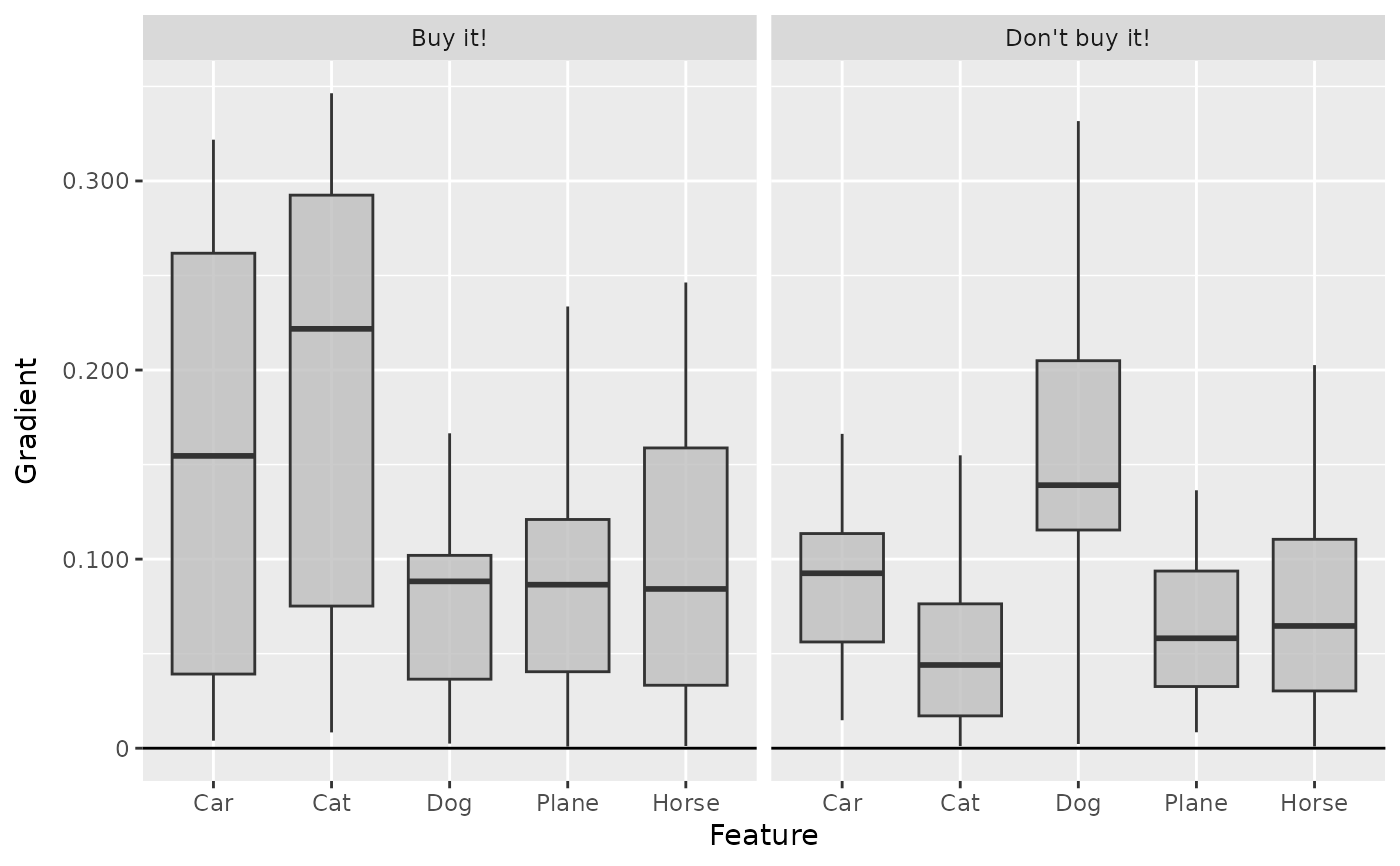 Buy it!
Don't buy it!
Gradient
0.300
0.200
0.100
0
Car Cat Dog Plane Horse
Car Cat Dog Plane Horse
Feature